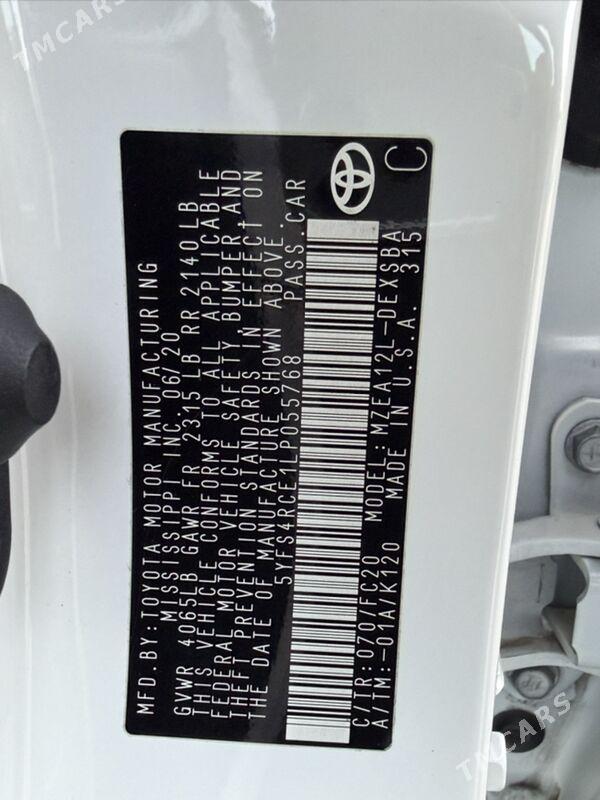 TMCARS
MFD.BY:TOYOTA MOTOR MANUFACTURING
MISSISSIPPI INC. 06/20
GVWR 4065LB GAWR FR 2315 LB RR 2140 LB
THIS VEHICLE CONFORMS TO ALL APPLICABLE
FEDERAL MOTOR VEHICLE SAFETY BUMPER AND
THEFT PREVENTION STANDARDS IN EFFECT ON
THE DATE OF MANUFACTURE SHOWN ABOVE.
5YFS4RCE1LP055768 PASS.CAR
C/TR:070/FC20 MODEL:MZEA12L-DEXSBA
A/TM:-01A/K120 MADE IN U.S.A. 315
C
TMCARS